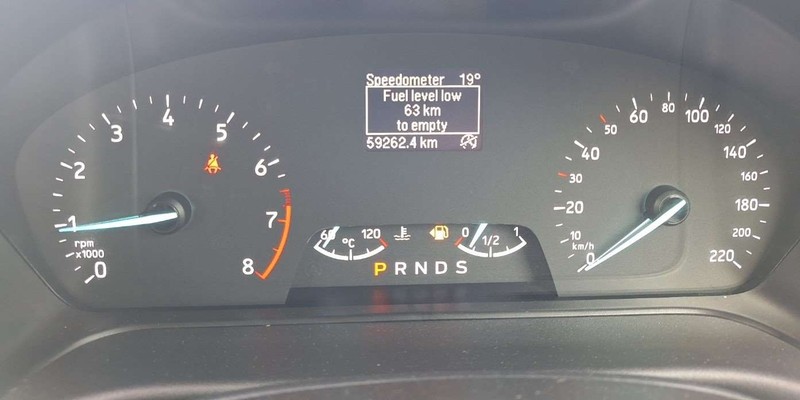 Speedometer 19°
Fuel level low
63 km
to empty
59262.4 km
0 1 2 3 4 5 6 7 8
rpm
x1000
60 °C 120
0 1/2 1
P R N D S
0 10 20 30 40 50 60 80 100 120 140 160 180 200 220
km/h